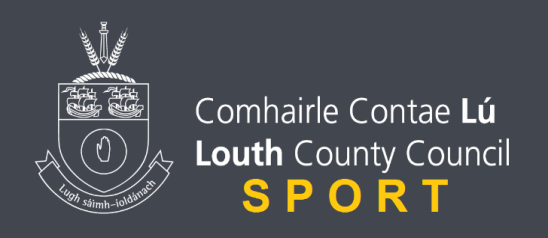 Comhairle Contae Lú
Louth County Council
SPORT
Lugh sáimh-ioldánach